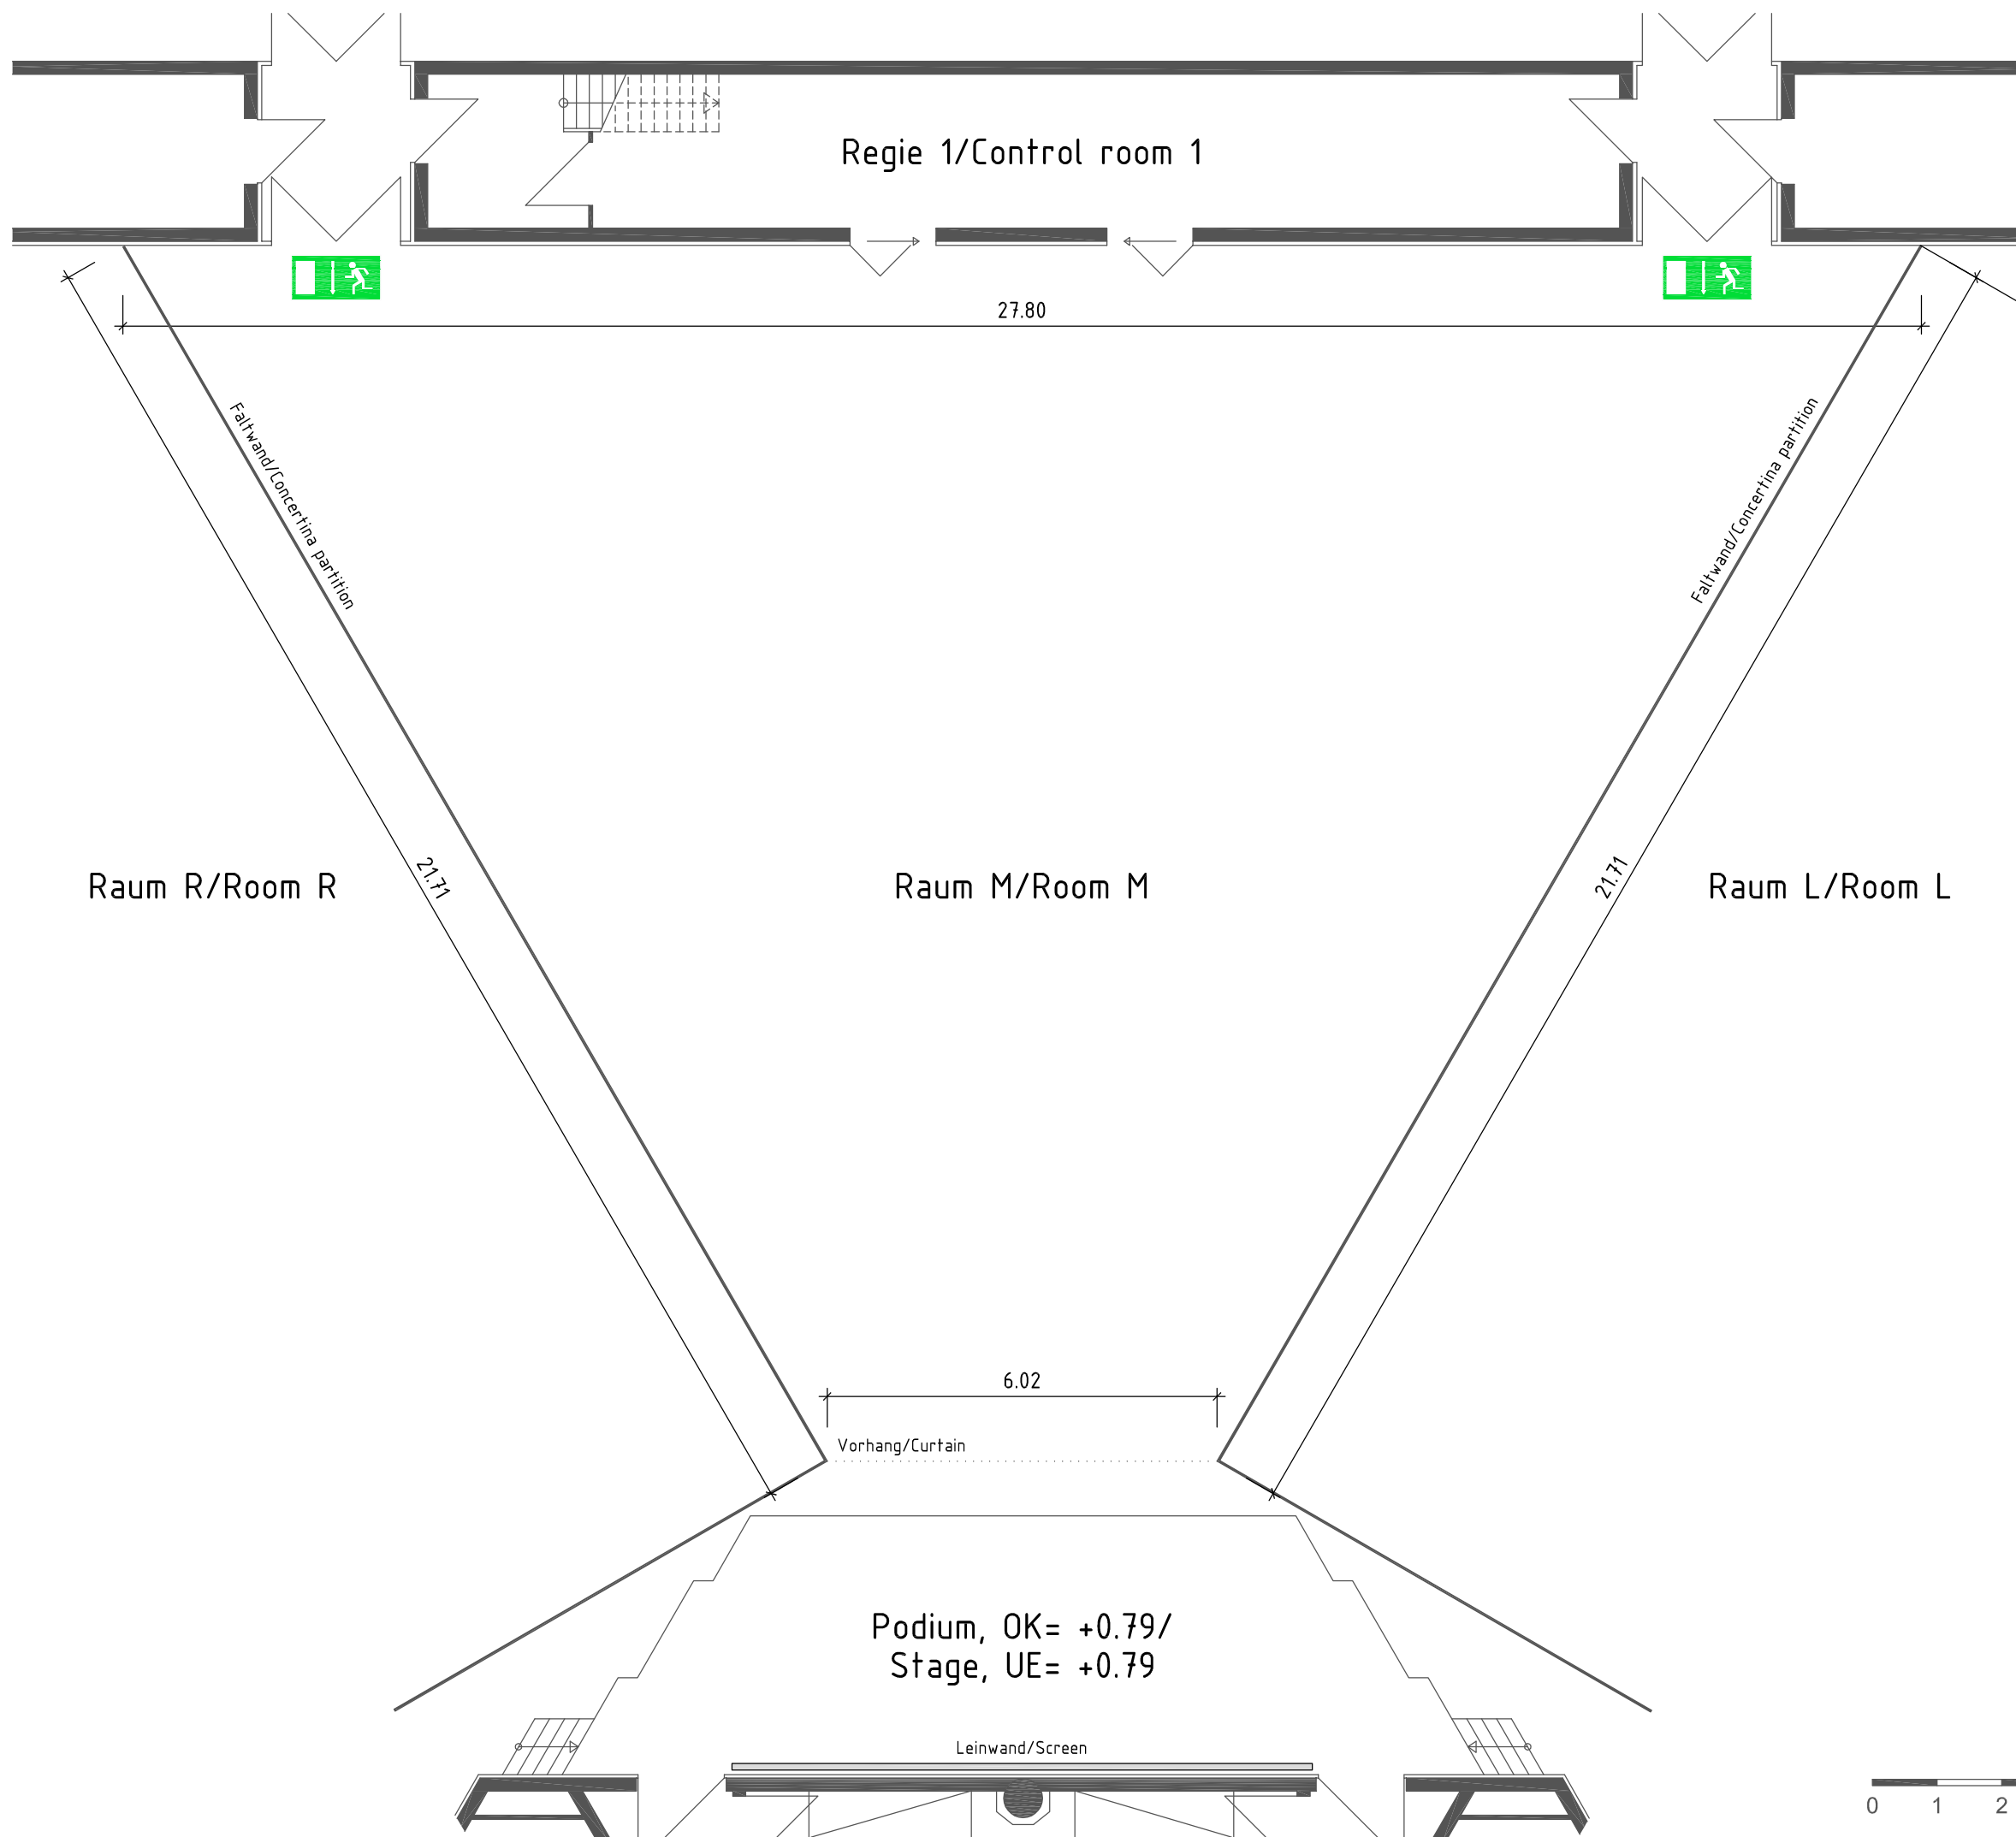 Regie 1/Control room 1
27.80
Faltwand/Concertina partition
Faltwand/Concertina partition
21.71
21.71
Raum R/Room R
Raum M/Room M
Raum L/Room L
6.02
Vorhang/Curtain
Podium, OK= +0.79/
Stage, UE= +0.79
Leinwand/Screen
0 1 2